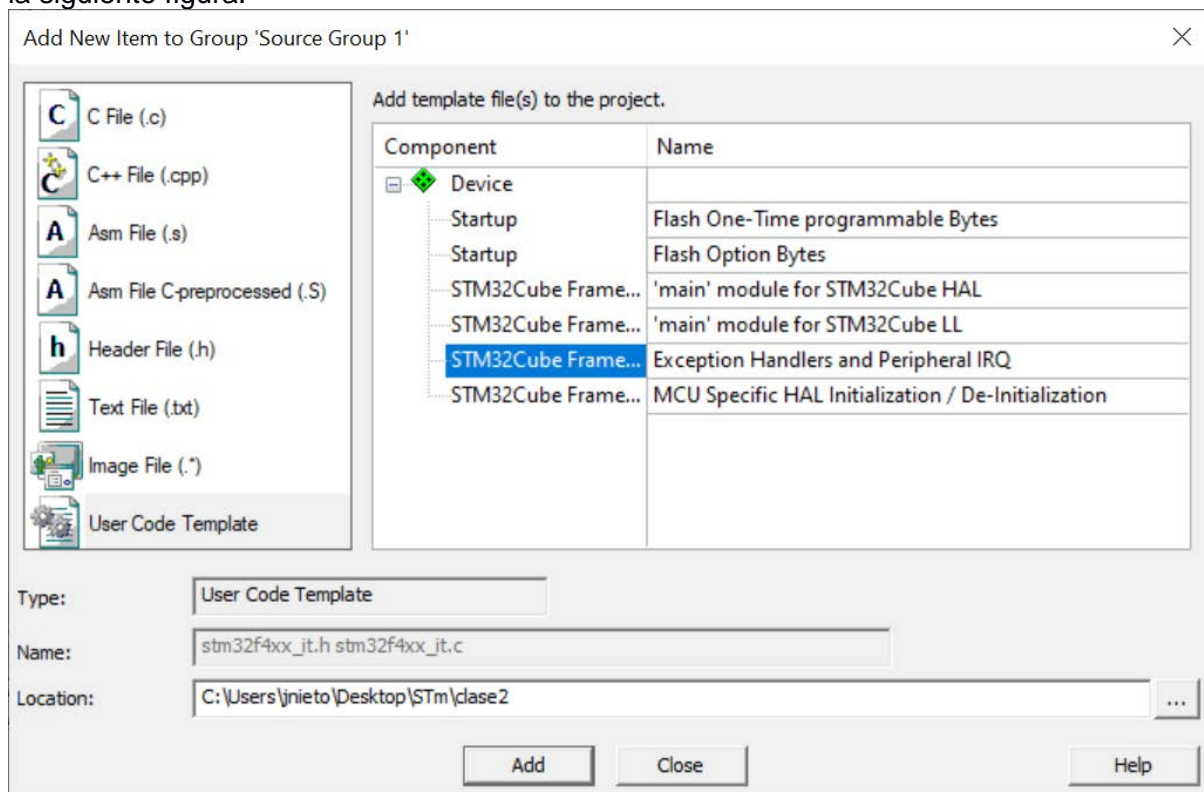 la siguiente figura.
Add New Item to Group 'Source Group 1'
C File (.c)
C++ File (.cpp)
Asm File (.s)
Asm File C-preprocessed (.S)
Header File (.h)
Text File (.txt)
Image File (.*)
User Code Template
Add template file(s) to the project.
Component Name
Device
Startup Flash One-Time programmable Bytes
Startup Flash Option Bytes
STM32Cube Frame... 'main' module for STM32Cube HAL
STM32Cube Frame... 'main' module for STM32Cube LL
STM32Cube Frame... Exception Handlers and Peripheral IRQ
STM32Cube Frame... MCU Specific HAL Initialization / De-Initialization
Type: User Code Template
Name: stm32f4xx_it.h stm32f4xx_it.c
Location: C:\Users\jnieto\Desktop\STm\clase2 ...
Add Close Help